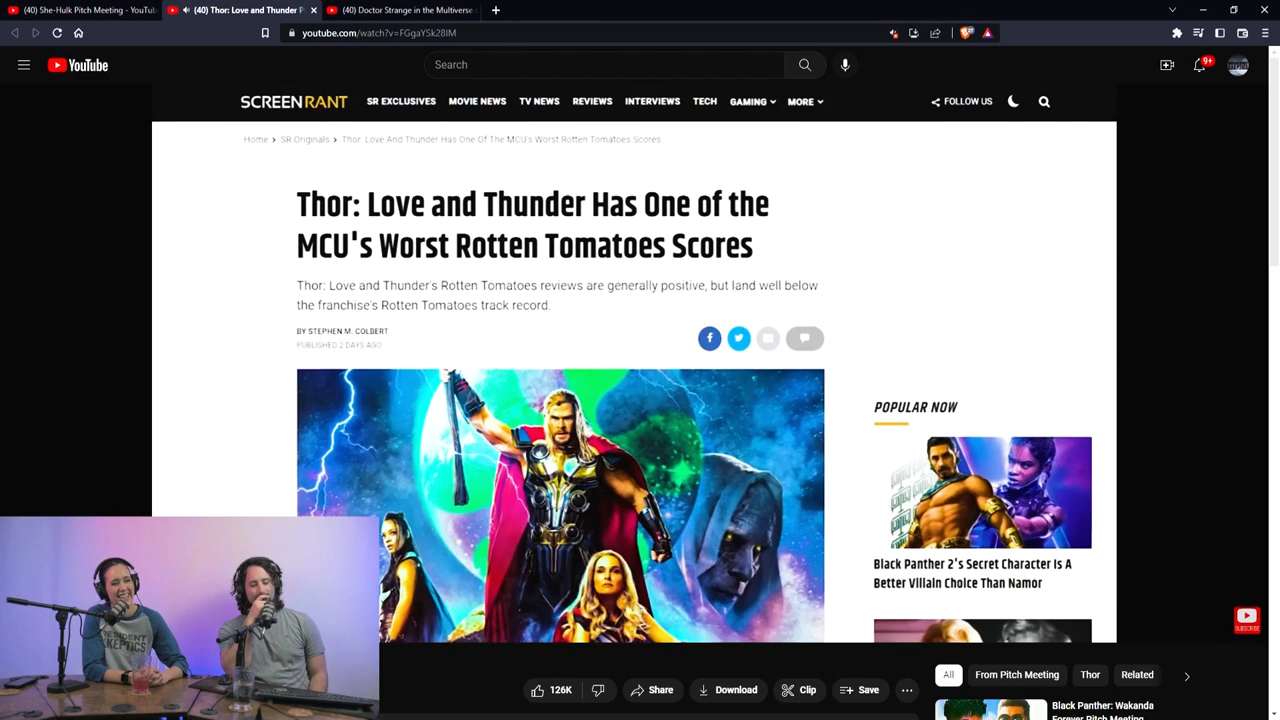 (40) She-Hulk Pitch Meeting - YouTub
(40) Thor: Love and Thunder P
(40) Doctor Strange in the Multiverse
youtube.com/watch?v=FGgaYSk28IM
27
YouTube
Search
9+
SCREENRANT
SR EXCLUSIVES
MOVIE NEWS
TV NEWS
REVIEWS
INTERVIEWS
TECH
GAMING
MORE
FOLLOW US
Home > SR Originals > Thor: Love And Thunder Has One Of The MCU's Worst Rotten Tomatoes Scores
Thor: Love and Thunder Has One of the
MCU's Worst Rotten Tomatoes Scores
Thor: Love and Thunder's Rotten Tomatoes reviews are generally positive, but land well below
the franchise's Rotten Tomatoes track record.
BY STEPHEN M. COLBERT
PUBLISHED 2 DAYS AGO
POPULAR NOW
Black Panther 2's Secret Character Is A
Better Villain Choice Than Namor
RESIDENT
SKEPTICS
SUBSCRIBE
126K
Share
Download
Clip
Save
All
From Pitch Meeting
Thor
Related
Black Panther: Wakanda
Forever Pitch Meeting